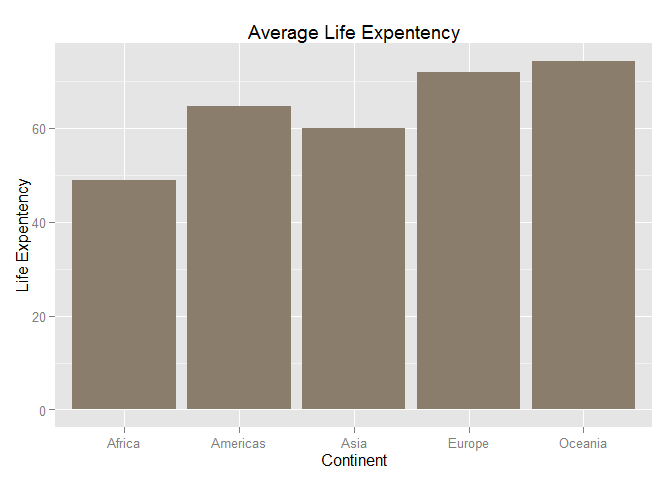 Average Life Expentency
Life Expentency
60
40
20
0
Africa Americas Asia Europe Oceania
Continent